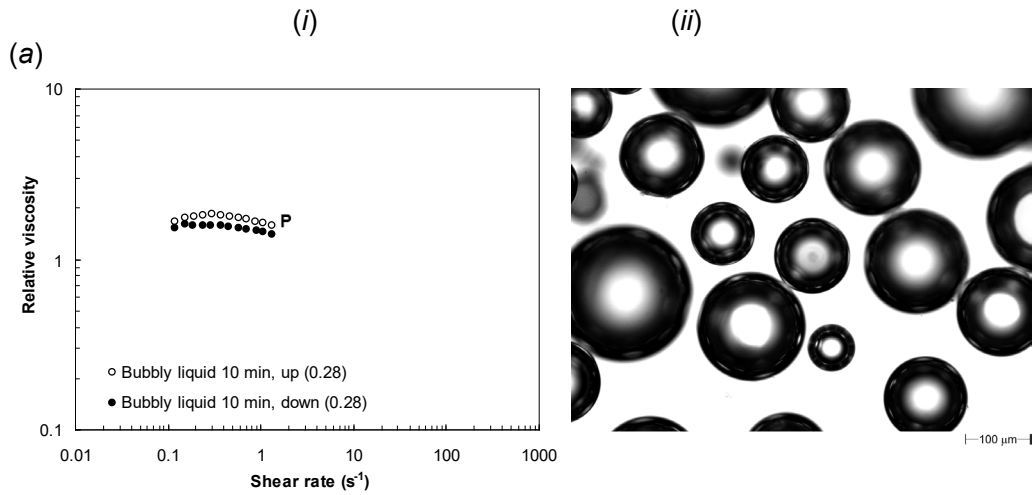 (i)
(ii)
(a)
10
1
0.1
Relative viscosity
P
Bubbly liquid 10 min, up (0.28)
Bubbly liquid 10 min, down (0.28)
0.01 0.1 1 10 100 1000
Shear rate (s⁻¹)
100 μm